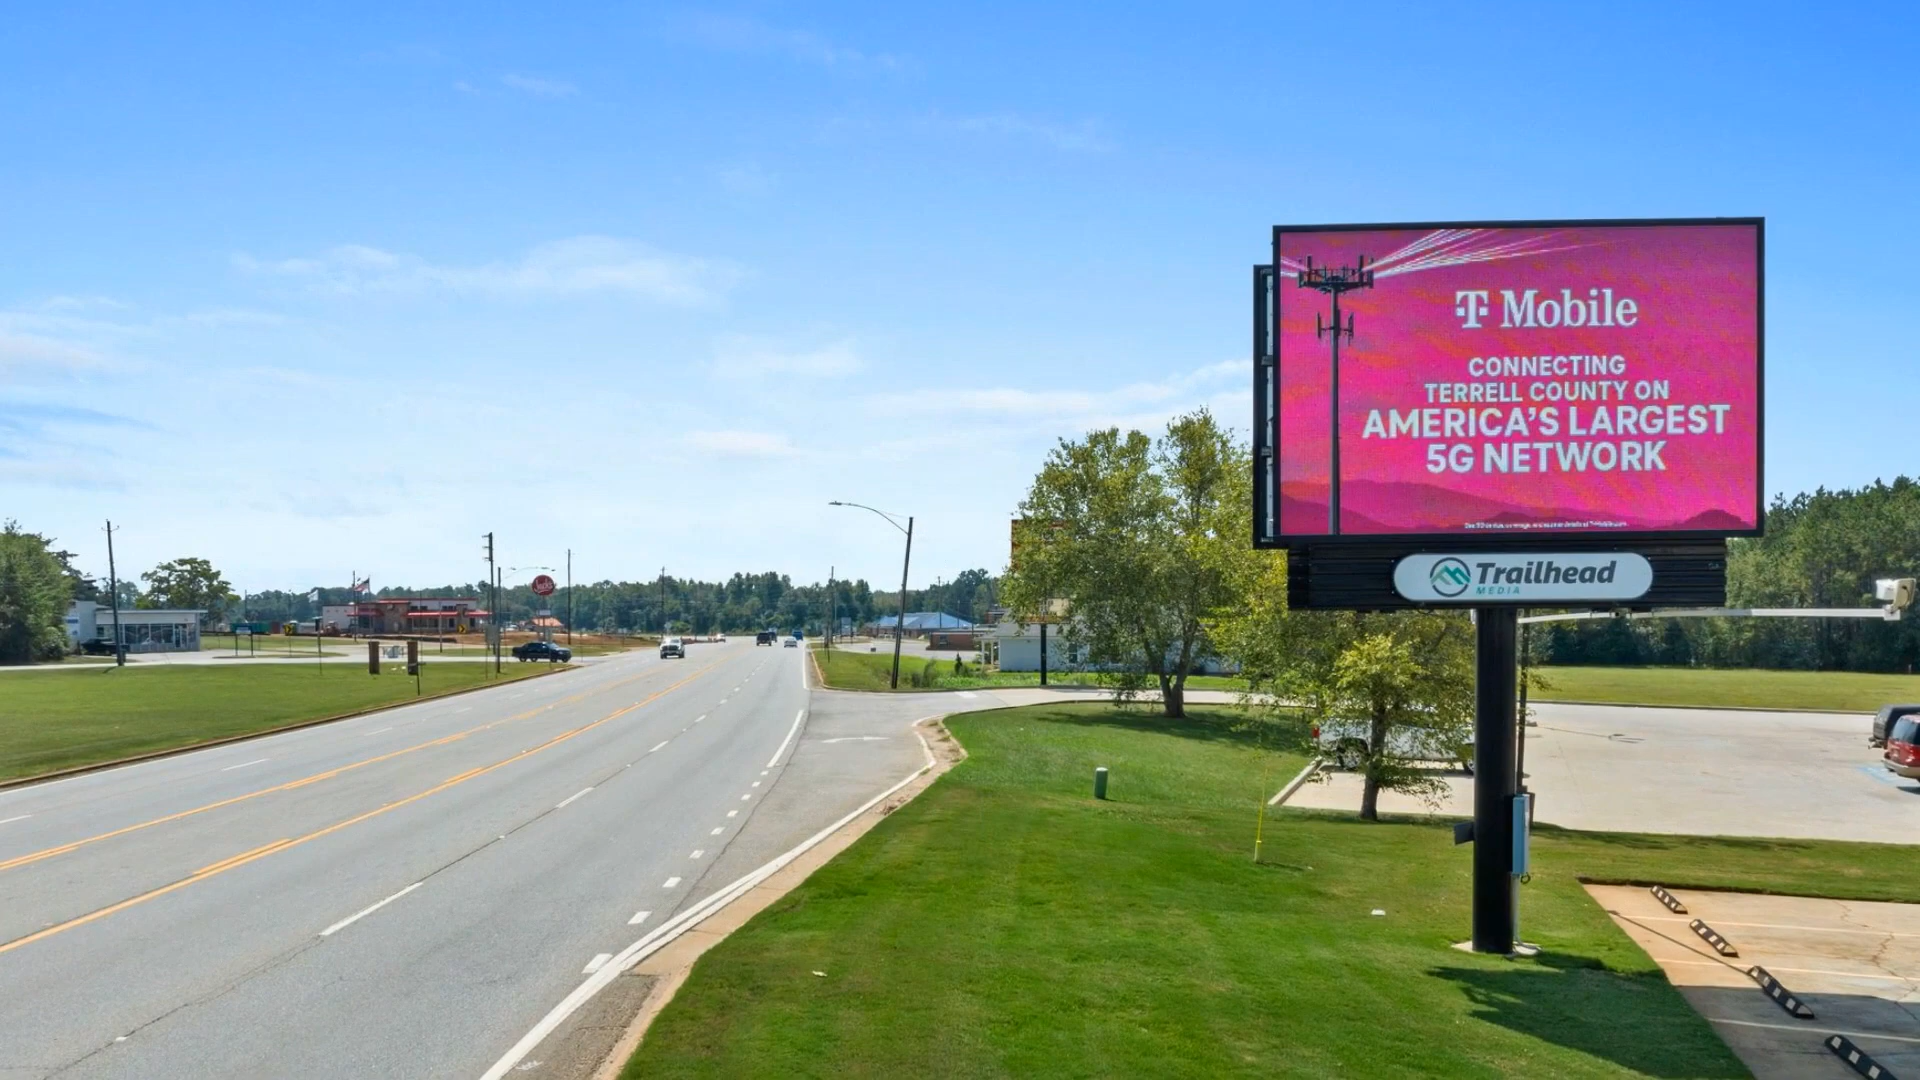 T Mobile
CONNECTING
TERRELL COUNTY ON
AMERICA'S LARGEST
5G NETWORK
Trailhead
MEDIA